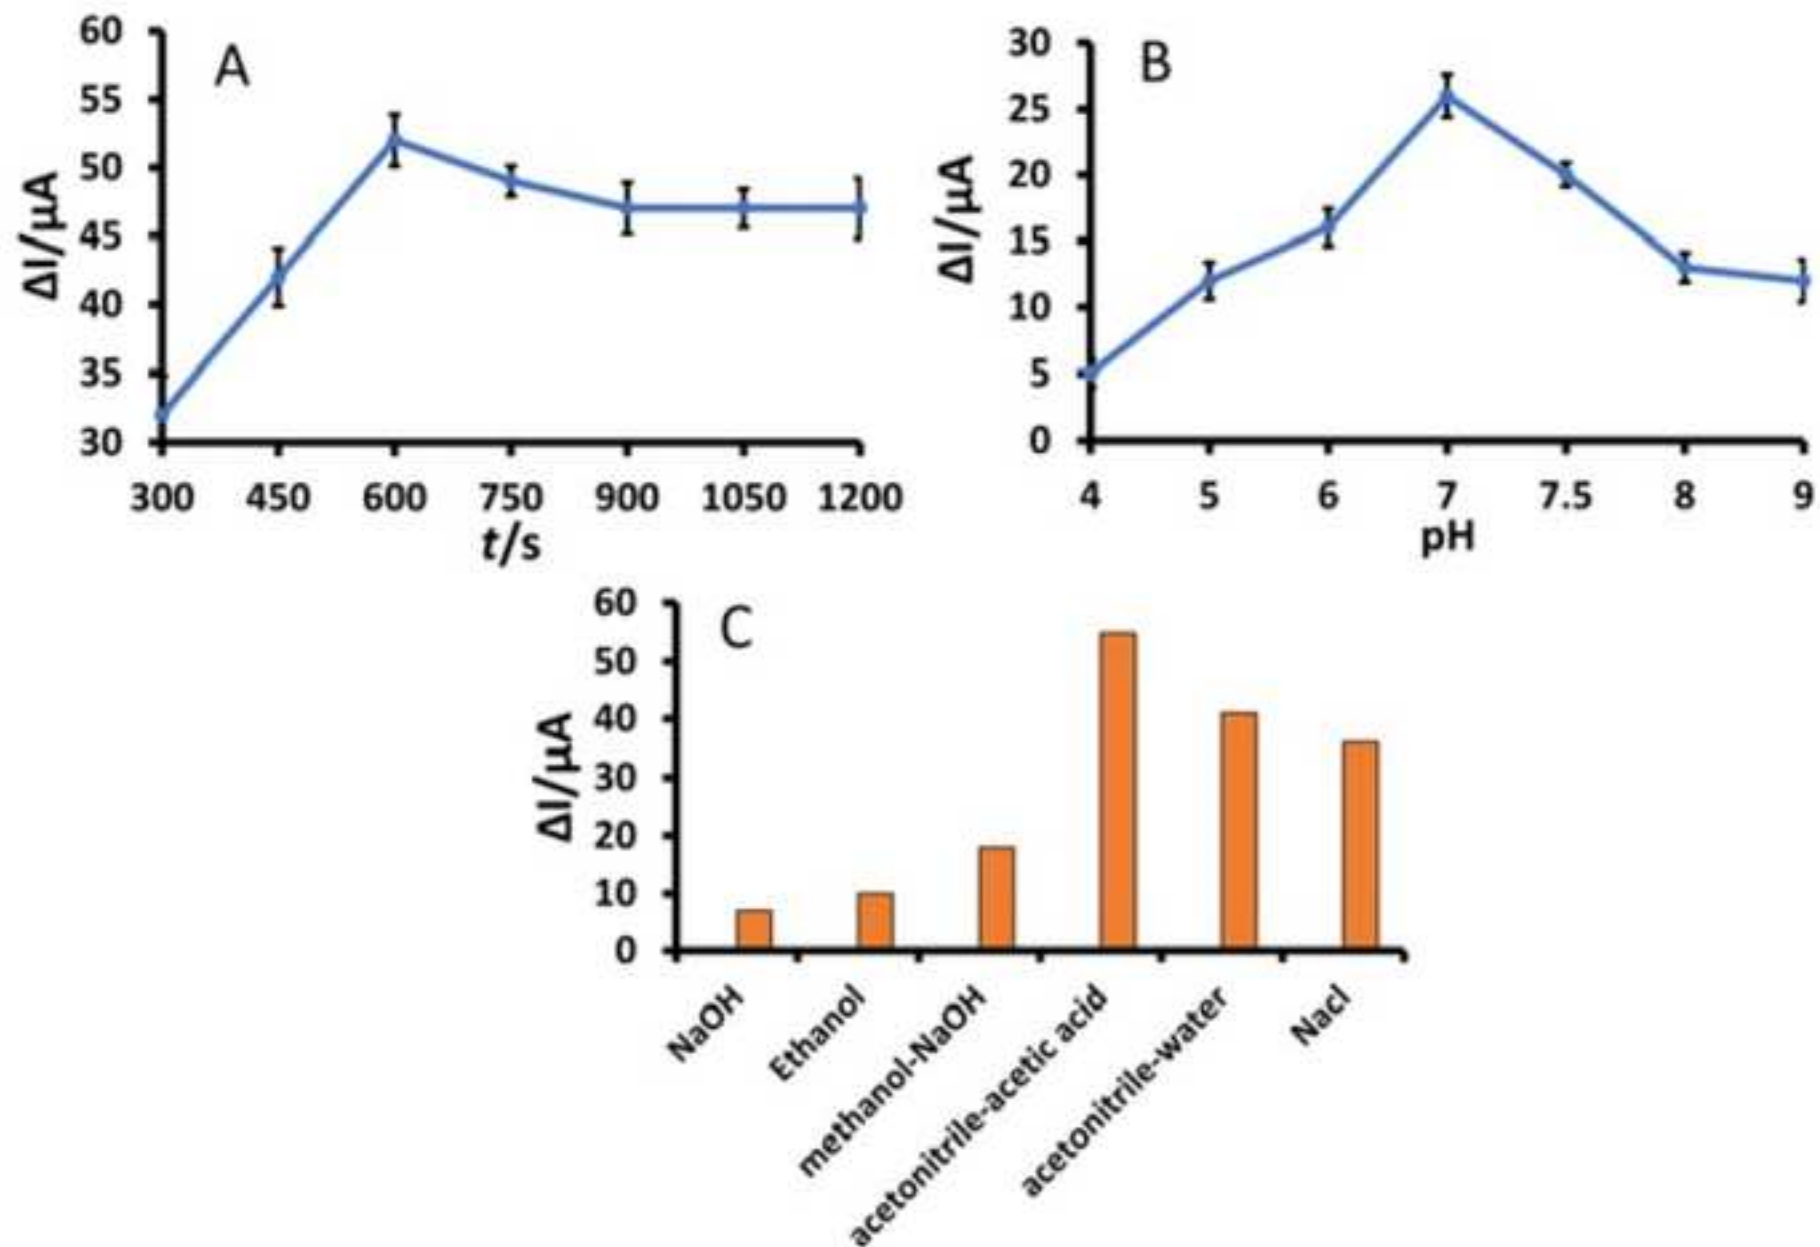 A
60
55
50
45
40
35
30
ΔI/µA
300 450 600 750 900 1050 1200
t/s
B
30
25
20
15
10
5
0
ΔI/µA
4 5 6 7 7.5 8 9
pH
C
60
50
40
30
20
10
0
ΔI/µA
NaOH
Ethanol
methanol-NaOH
acetonitrile-acetic acid
acetonitrile-water
Nacl